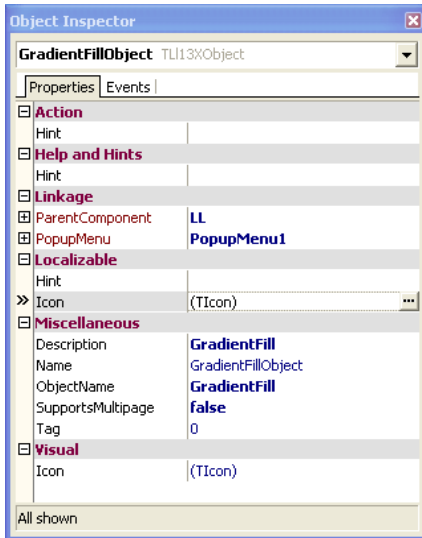 Object Inspector
GradientFillObject TLl13XObject
Properties Events
Action
Hint
Help and Hints
Hint
Linkage
ParentComponent LL
PopupMenu PopupMenu1
Localizable
Hint
Icon (TIcon) ...
Miscellaneous
Description GradientFill
Name GradientFillObject
ObjectName GradientFill
SupportsMultipage false
Tag 0
Visual
Icon (TIcon)
All shown